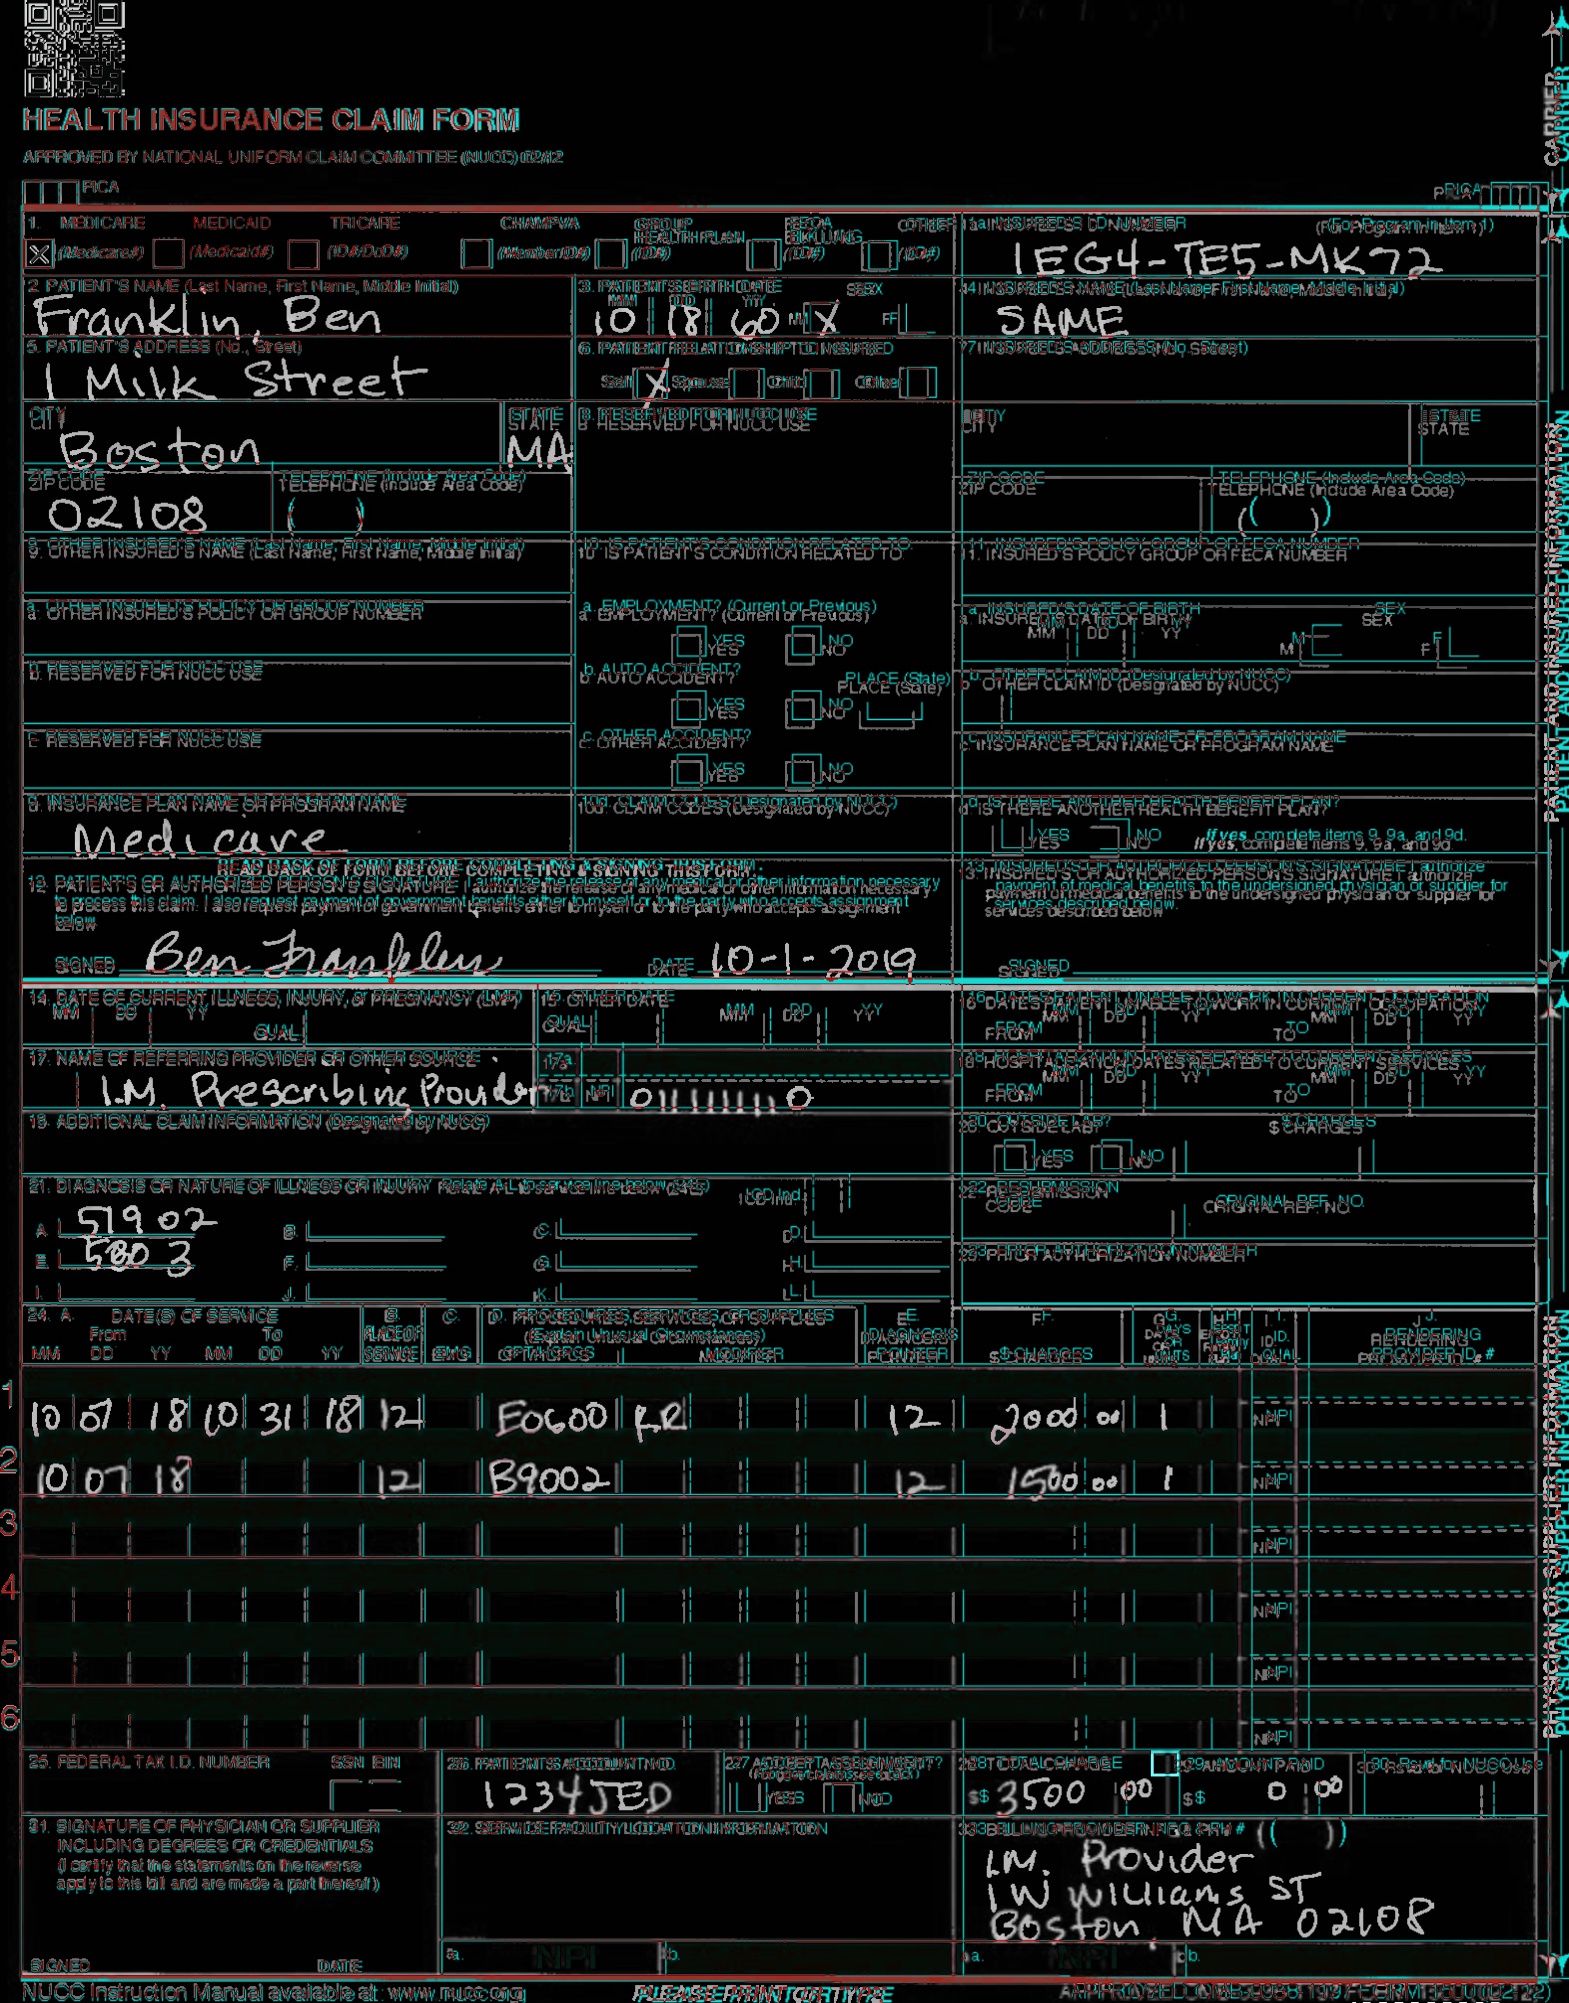 HEALTH INSURANCE CLAIM FORM
APPROVED BY NATIONAL UNIFORM CLAIM COMMITTEE (NUCC) 02/12
PICA
PICA
CARRIER
1. MEDICARE MEDICAID TRICARE CHAMPVA GROUP HEALTH PLAN FECA BLK LUNG OTHER
X (Medicare#) (Medicaid#) (ID#/DoD#) (Member ID#) (ID#) (ID#) (ID#)
1a. INSURED'S I.D. NUMBER (For Program in Item 1)
1EG4-TE5-MK72
2. PATIENT'S NAME (Last Name, First Name, Middle Initial)
Franklin, Ben
3. PATIENT'S BIRTH DATE SEX
MM DD YY
10 18 60 M X F
4. INSURED'S NAME (Last Name, First Name, Middle Initial)
SAME
5. PATIENT'S ADDRESS (No., Street)
1 Milk Street
6. PATIENT RELATIONSHIP TO INSURED
Self X Spouse Child Other
7. INSURED'S ADDRESS (No., Street)
CITY
Boston
STATE
MA
8. RESERVED FOR NUCC USE
CITY
STATE
ZIP CODE
02108
TELEPHONE (Include Area Code)
( )
ZIP CODE
TELEPHONE (Include Area Code)
( )
9. OTHER INSURED'S NAME (Last Name, First Name, Middle Initial)
10. IS PATIENT'S CONDITION RELATED TO:
11. INSURED'S POLICY GROUP OR FECA NUMBER
a. OTHER INSURED'S POLICY OR GROUP NUMBER
a. EMPLOYMENT? (Current or Previous)
YES NO
a. INSURED'S DATE OF BIRTH SEX
MM DD YY
M F
b. RESERVED FOR NUCC USE
b. AUTO ACCIDENT? PLACE (State)
YES NO
b. OTHER CLAIM ID (Designated by NUCC)
c. RESERVED FOR NUCC USE
c. OTHER ACCIDENT?
YES NO
c. INSURANCE PLAN NAME OR PROGRAM NAME
d. INSURANCE PLAN NAME OR PROGRAM NAME
Medicare
10d. CLAIM CODES (Designated by NUCC)
d. IS THERE ANOTHER HEALTH BENEFIT PLAN?
YES NO If yes, complete items 9, 9a, and 9d.
READ BACK OF FORM BEFORE COMPLETING & SIGNING THIS FORM.
12. PATIENT'S OR AUTHORIZED PERSON'S SIGNATURE I authorize the release of any medical or other information necessary
to process this claim. I also request payment of government benefits either to myself or to the party who accepts assignment
below.
SIGNED Ben Franklin DATE 10-1-2019
13. INSURED'S OR AUTHORIZED PERSON'S SIGNATURE I authorize
payment of medical benefits to the undersigned physician or supplier for
services described below.
SIGNED
PATIENT AND INSURED INFORMATION
14. DATE OF CURRENT ILLNESS, INJURY, or PREGNANCY (LMP)
MM DD YY
QUAL.
15. OTHER DATE
QUAL. MM DD YY
16. DATES PATIENT UNABLE TO WORK IN CURRENT OCCUPATION
MM DD YY MM DD YY
FROM TO
17. NAME OF REFERRING PROVIDER OR OTHER SOURCE
I.M. Prescribing Provider
17a.
17b. NPI 0111111110
18. HOSPITALIZATION DATES RELATED TO CURRENT SERVICES
MM DD YY MM DD YY
FROM TO
19. ADDITIONAL CLAIM INFORMATION (Designated by NUCC)
20. OUTSIDE LAB? $ CHARGES
YES NO
21. DIAGNOSIS OR NATURE OF ILLNESS OR INJURY Relate A-L to service line below (24E) ICD Ind.
A. 51902 B. C. D.
E. 5803 F. G. H.
I. J. K. L.
22. RESUBMISSION CODE ORIGINAL REF. NO.
23. PRIOR AUTHORIZATION NUMBER
24. A. DATE(S) OF SERVICE B. C. D. PROCEDURES, SERVICES, OR SUPPLIES E. F. G. H. I. J.
From To PLACE OF (Explain Unusual Circumstances) DIAGNOSIS DAYS OR ID. RENDERING
MM DD YY MM DD YY SERVICE EMG CPT/HCPCS MODIFIER POINTER $ CHARGES UNITS QUAL. PROVIDER ID. #
1 10 07 18 10 31 18 12 E0600 RR 12 2000 00 1 NPI
2 10 07 18 12 B9002 12 1500 00 1 NPI
3 NPI
4 NPI
5 NPI
6 NPI
25. FEDERAL TAX I.D. NUMBER SSN EIN
26. PATIENT'S ACCOUNT NO.
1234JED
27. ACCEPT ASSIGNMENT?
YES NO
28. TOTAL CHARGE
$ 3500 00
29. AMOUNT PAID
$ 0 00
30. Rsvd for NUCC Use
31. SIGNATURE OF PHYSICIAN OR SUPPLIER
INCLUDING DEGREES OR CREDENTIALS
(I certify that the statements on the reverse
apply to this bill and are made a part thereof.)
SIGNED DATE
32. SERVICE FACILITY LOCATION INFORMATION
a. NPI b.
33. BILLING PROVIDER INFO & PH # ( )
I.M. Provider
1 W Williams ST
Boston, MA 02108
a. NPI b.
PHYSICIAN OR SUPPLIER INFORMATION
NUCC Instruction Manual available at: www.nucc.org
PLEASE PRINT OR TYPE